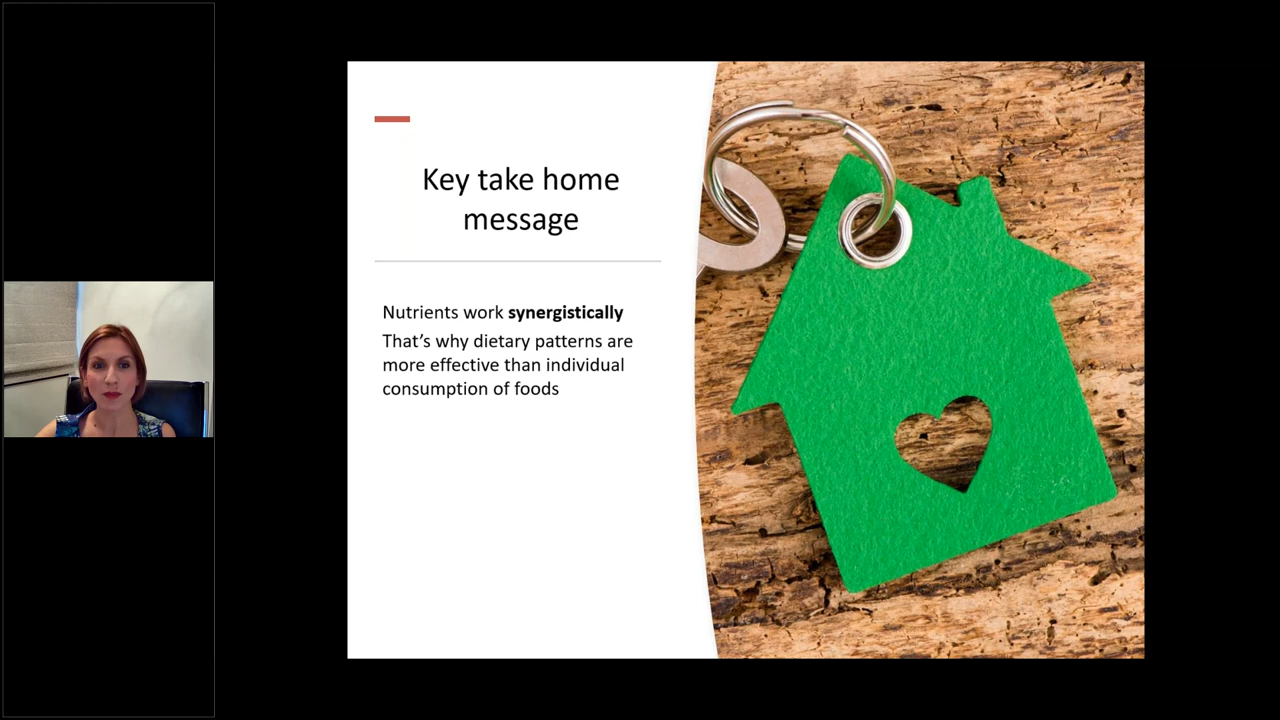 Key take home
message
Nutrients work synergistically
That’s why dietary patterns are
more effective than individual
consumption of foods